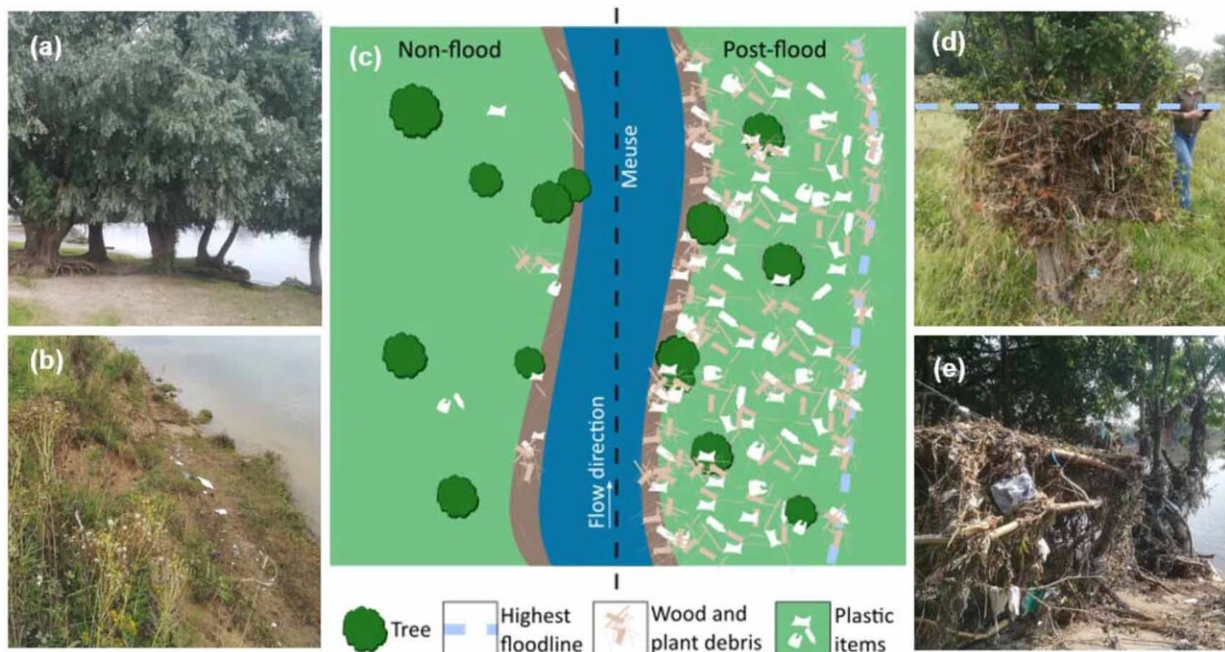 (a)
(b)
(c)
Non-flood
Post-flood
Meuse
Flow direction
Tree
Highest
floodline
Wood and
plant debris
Plastic
items
(d)
(e)